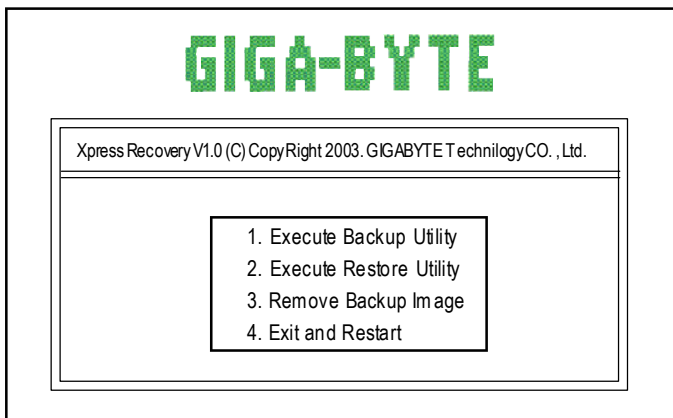 GIGA-BYTE
Xpress Recovery V1.0 (C) CopyRight 2003. GIGABYTE Technilogy CO. , Ltd.
1. Execute Backup Utility
2. Execute Restore Utility
3. Remove Backup Image
4. Exit and Restart